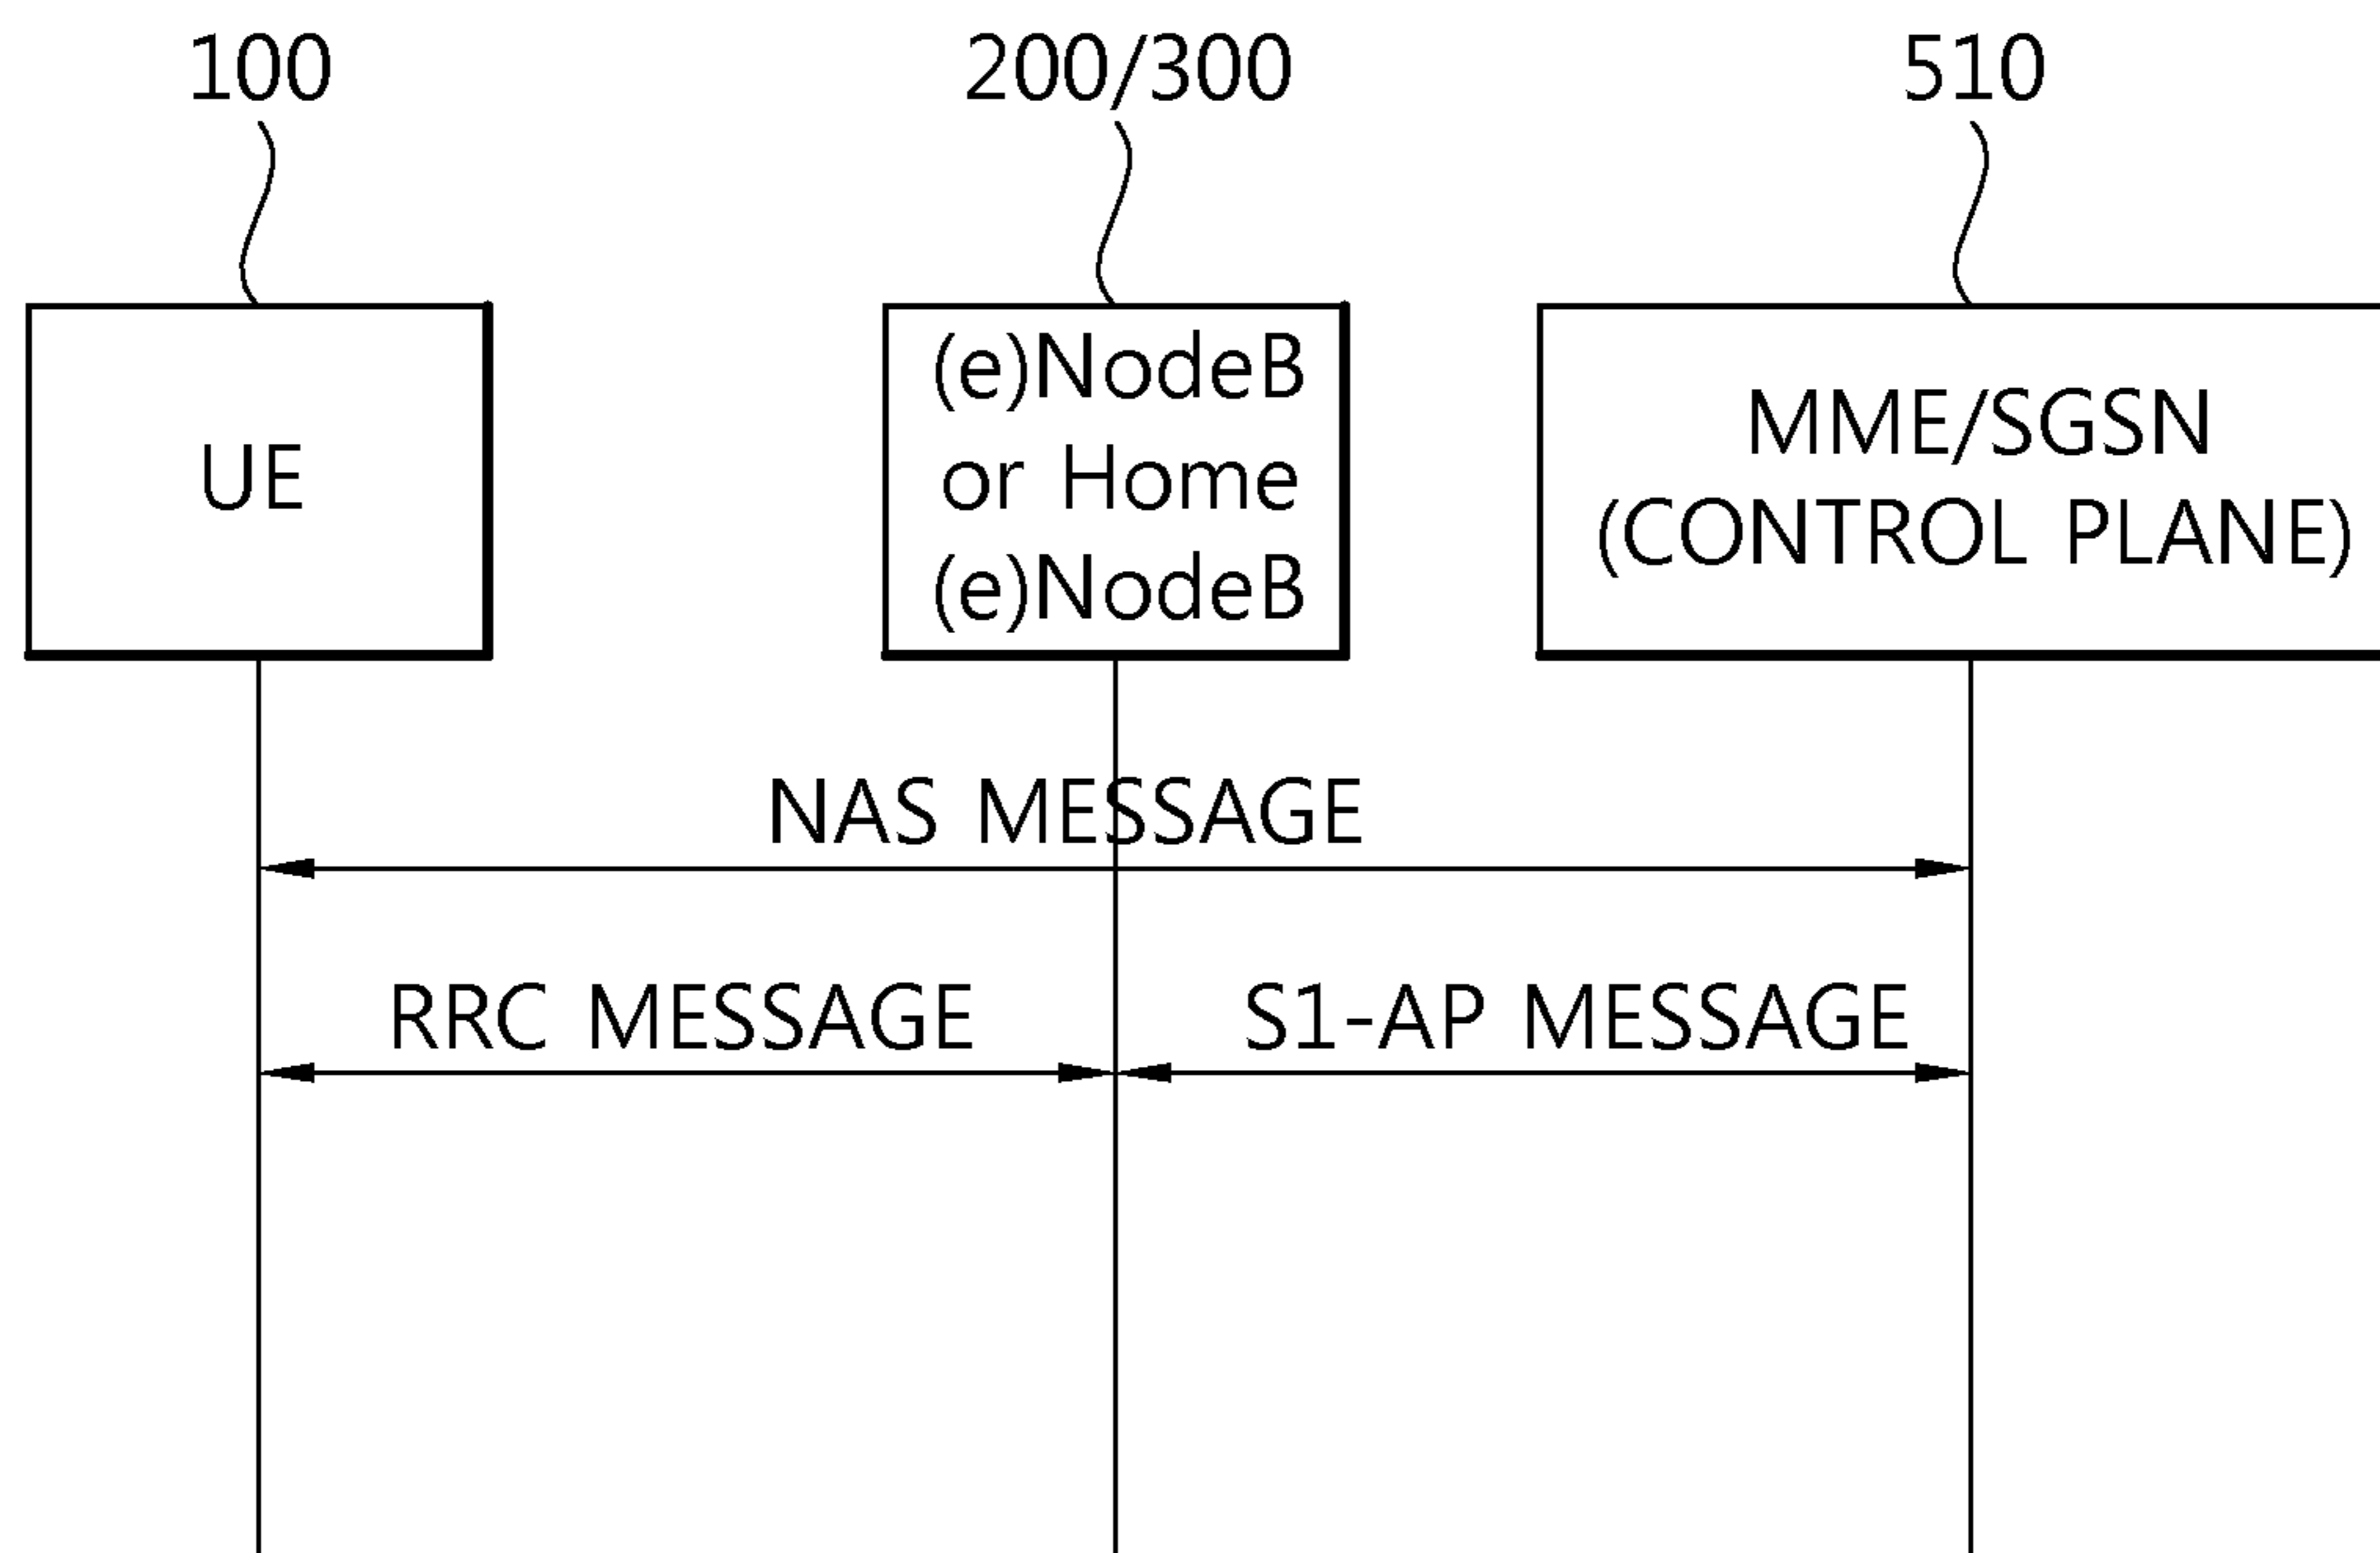 100
200/300
510
UE
(e)NodeB
or Home
(e)NodeB
MME/SGSN
(CONTROL PLANE)
NAS MESSAGE
RRC MESSAGE
S1-AP MESSAGE